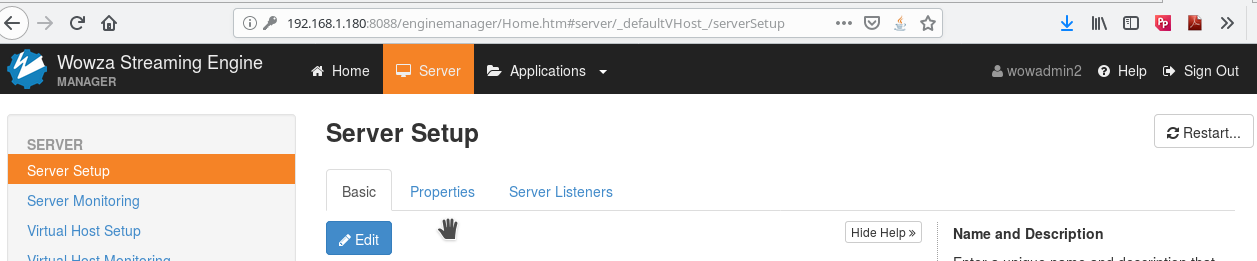 192.168.1.180:8088/enginemanager/Home.htm#server/_defaultVHost_/serverSetup
Wowza Streaming Engine
MANAGER
Home
Server
Applications
wowadmin2
Help
Sign Out
SERVER
Server Setup
Server Monitoring
Virtual Host Setup
Virtual Host Monitoring
Server Setup
Restart...
Basic
Properties
Server Listeners
Edit
Hide Help »
Name and Description
Enter a unique name and description that